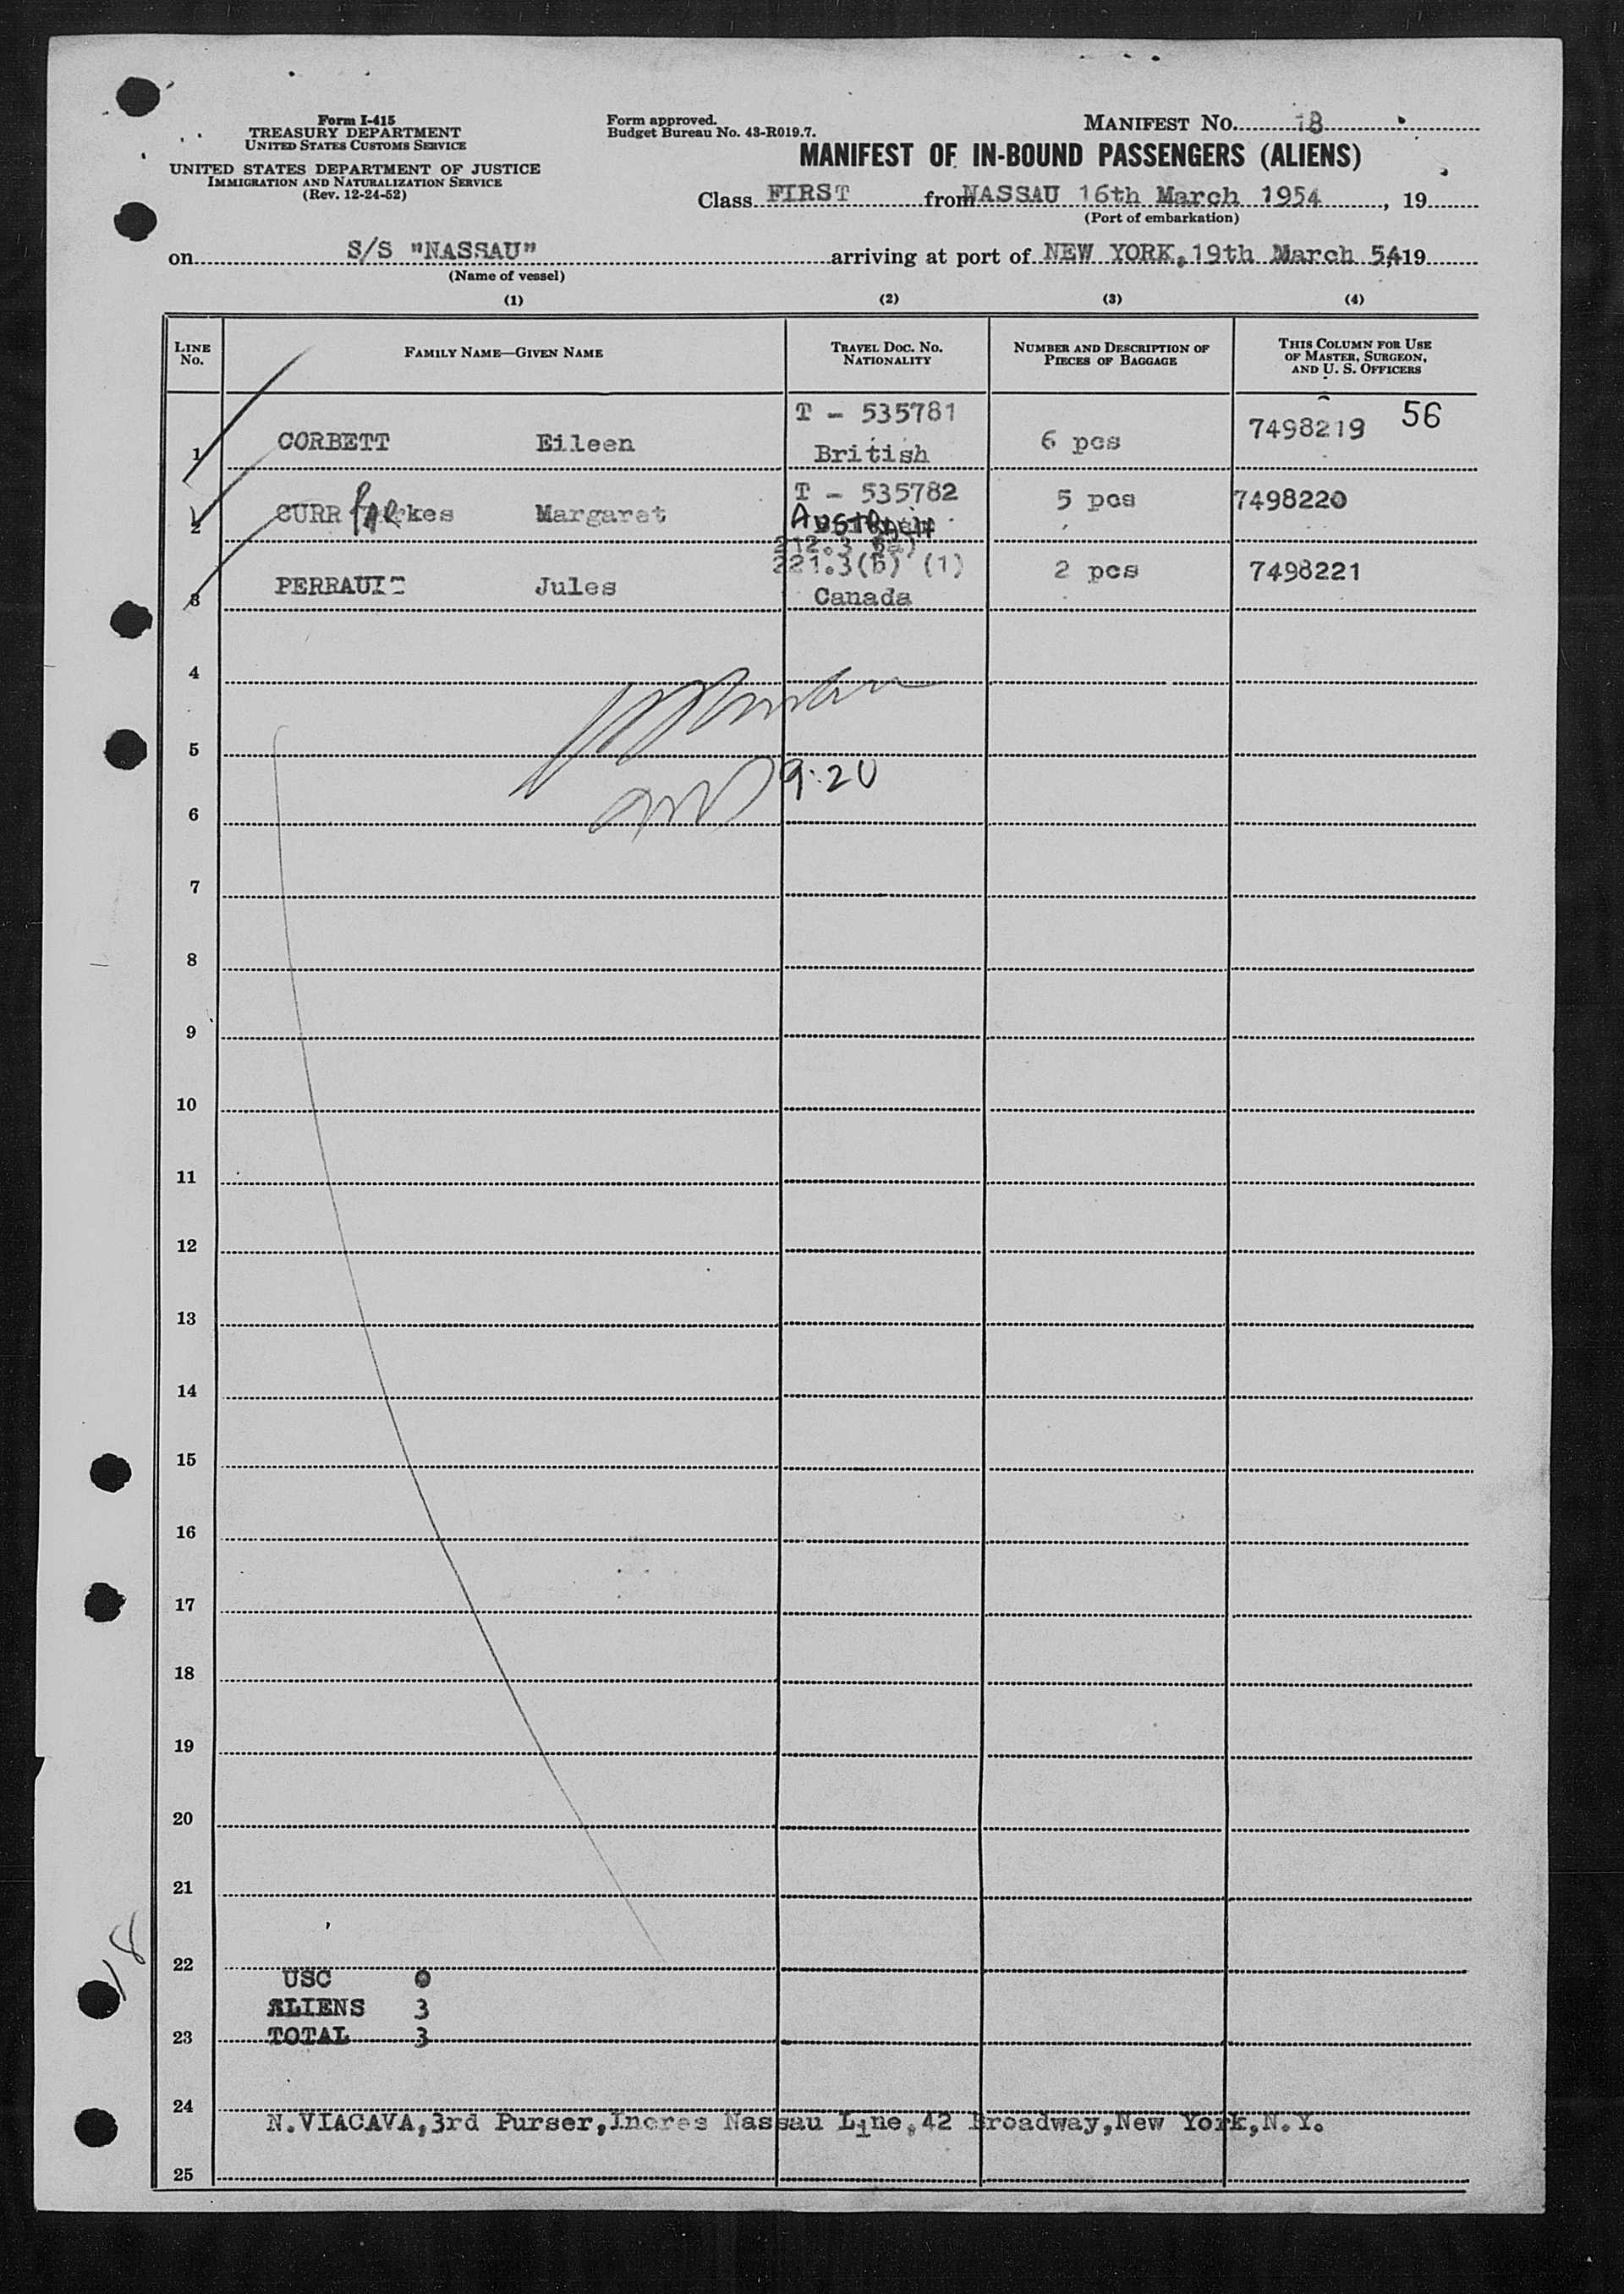 Form I-415
TREASURY DEPARTMENT
UNITED STATES CUSTOMS SERVICE
UNITED STATES DEPARTMENT OF JUSTICE
IMMIGRATION AND NATURALIZATION SERVICE
(Rev. 12-24-52)
Form approved.
Budget Bureau No. 43-R019.7.
MANIFEST NO. 18
MANIFEST OF IN-BOUND PASSENGERS (ALIENS)
Class FIRST from NASSAU 16th March 1954, 19
(Port of embarkation)
on S/S "NASSAU" arriving at port of NEW YORK, 19th March 54 19
(Name of vessel)
(1) (2) (3) (4)
LINE No. FAMILY NAME—GIVEN NAME TRAVEL DOC. NO. NATIONALITY NUMBER AND DESCRIPTION OF PIECES OF BAGGAGE THIS COLUMN FOR USE OF MASTER, SURGEON, AND U. S. OFFICERS
T - 535781 56
1 CORBETT Eileen British 6 pcs 7498219
T - 535782
2 CURR Margaret 5 pcs 7498220
221.3(b) (1)
3 PERRAULT Jules Canada 2 pcs 7498221
4
5
9:20
6
7
8
9
10
11
12
13
14
15
16
17
18
19
20
21
18
22
USC 0
ALIENS 3
23 TOTAL 3
24
N.VIACAVA,3rd Purser,Incres Nassau Line,42 Broadway,New York,N.Y.
25